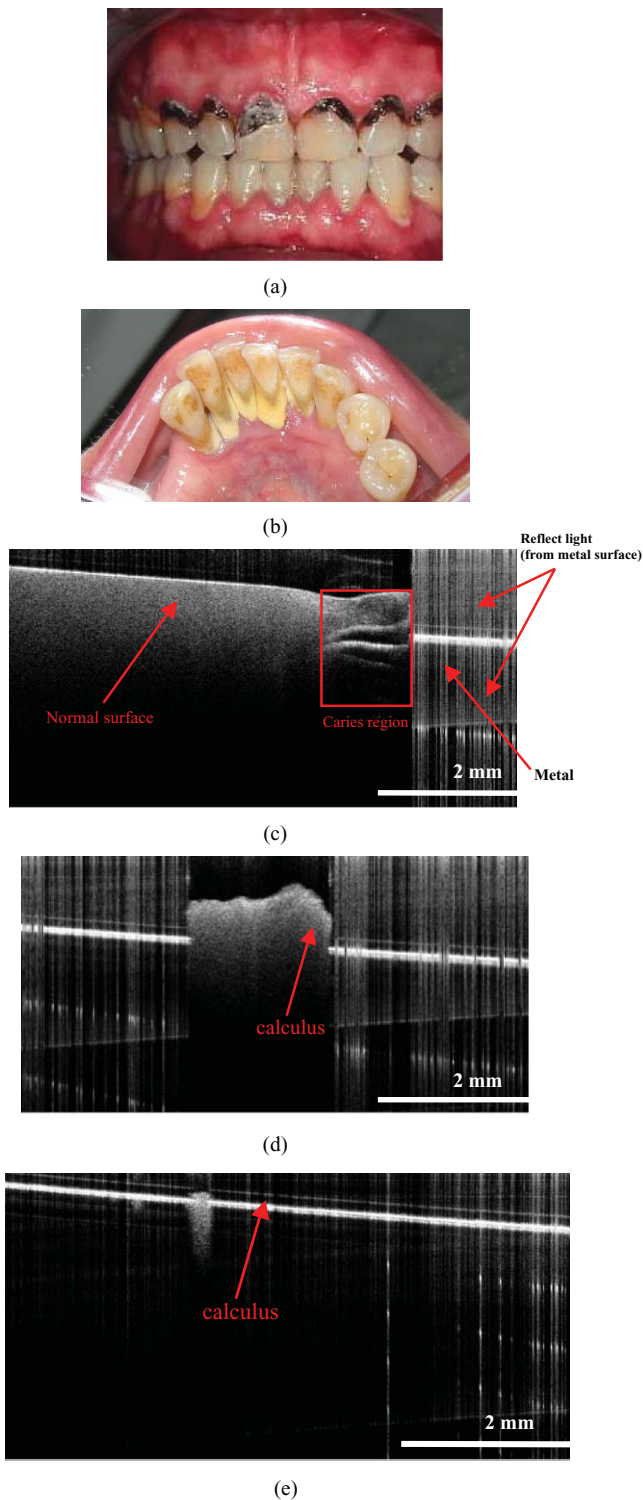 (a)
(b)
Reflect light
(from metal surface)
Normal surface
Caries region
2 mm
Metal
(c)
calculus
2 mm
(d)
calculus
2 mm
(e)